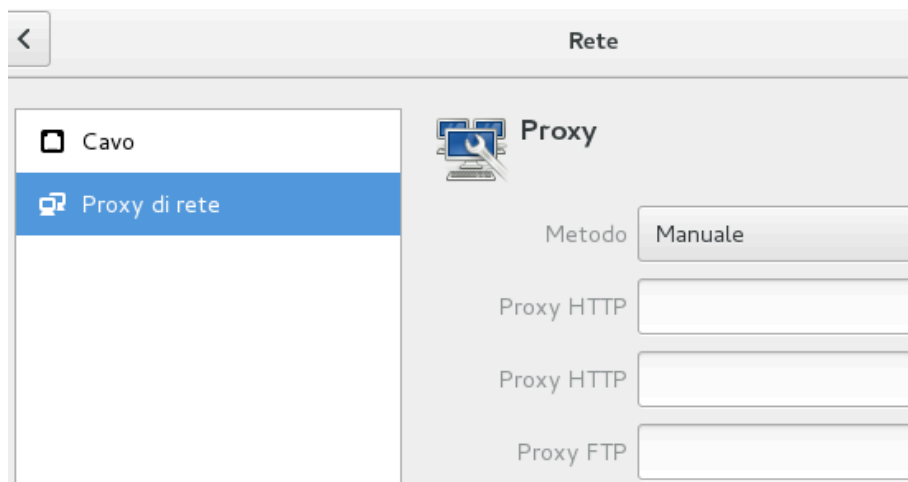 Rete
Cavo
Proxy di rete
Proxy
Metodo Manuale
Proxy HTTP
Proxy HTTP
Proxy FTP